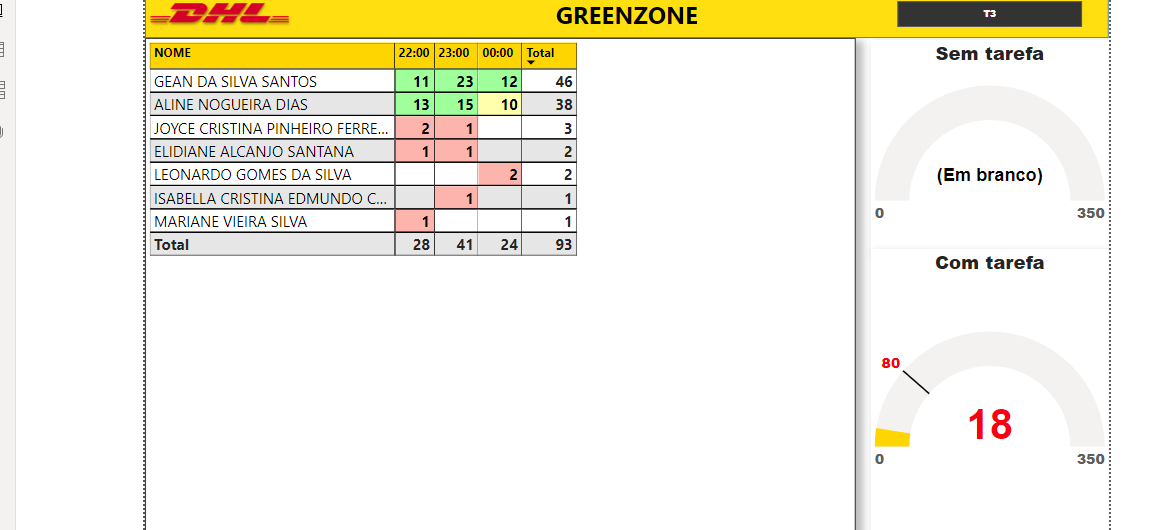 DHL
GREENZONE
T3
NOME 22:00 23:00 00:00 Total
GEAN DA SILVA SANTOS 11 23 12 46
ALINE NOGUEIRA DIAS 13 15 10 38
JOYCE CRISTINA PINHEIRO FERRE... 2 1 3
ELIDIANE ALCANJO SANTANA 1 1 2
LEONARDO GOMES DA SILVA 2 2
ISABELLA CRISTINA EDMUNDO C... 1 1
MARIANE VIEIRA SILVA 1 1
Total 28 41 24 93
Sem tarefa
(Em branco)
0 350
Com tarefa
80
18
0 350